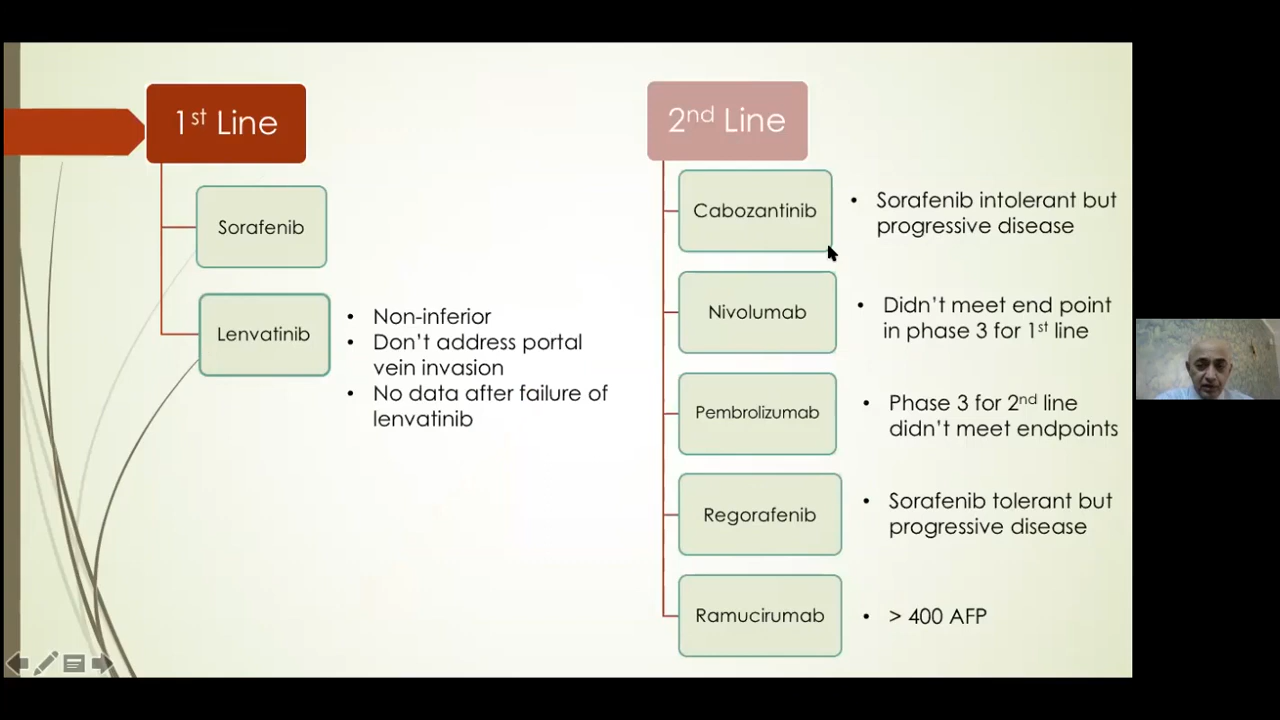 1st Line
Sorafenib
Lenvatinib
• Non-inferior
• Don't address portal
vein invasion
• No data after failure of
lenvatinib
2nd Line
Cabozantinib
• Sorafenib intolerant but
progressive disease
Nivolumab
• Didn't meet end point
in phase 3 for 1st line
Pembrolizumab
• Phase 3 for 2nd line
didn't meet endpoints
Regorafenib
• Sorafenib tolerant but
progressive disease
Ramucirumab
• > 400 AFP